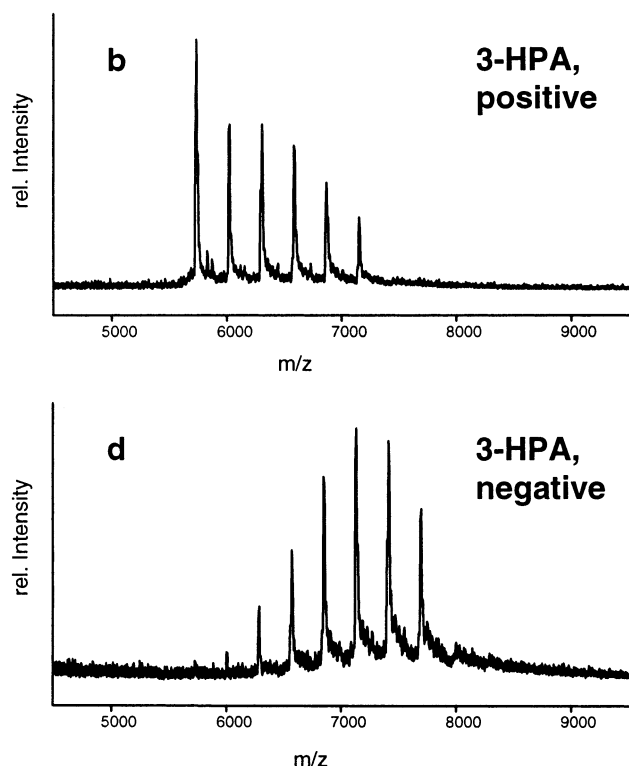 b
3-HPA,
positive
rel. Intensity
5000 6000 7000 8000 9000
m/z
d
3-HPA,
negative
rel. Intensity
5000 6000 7000 8000 9000
m/z